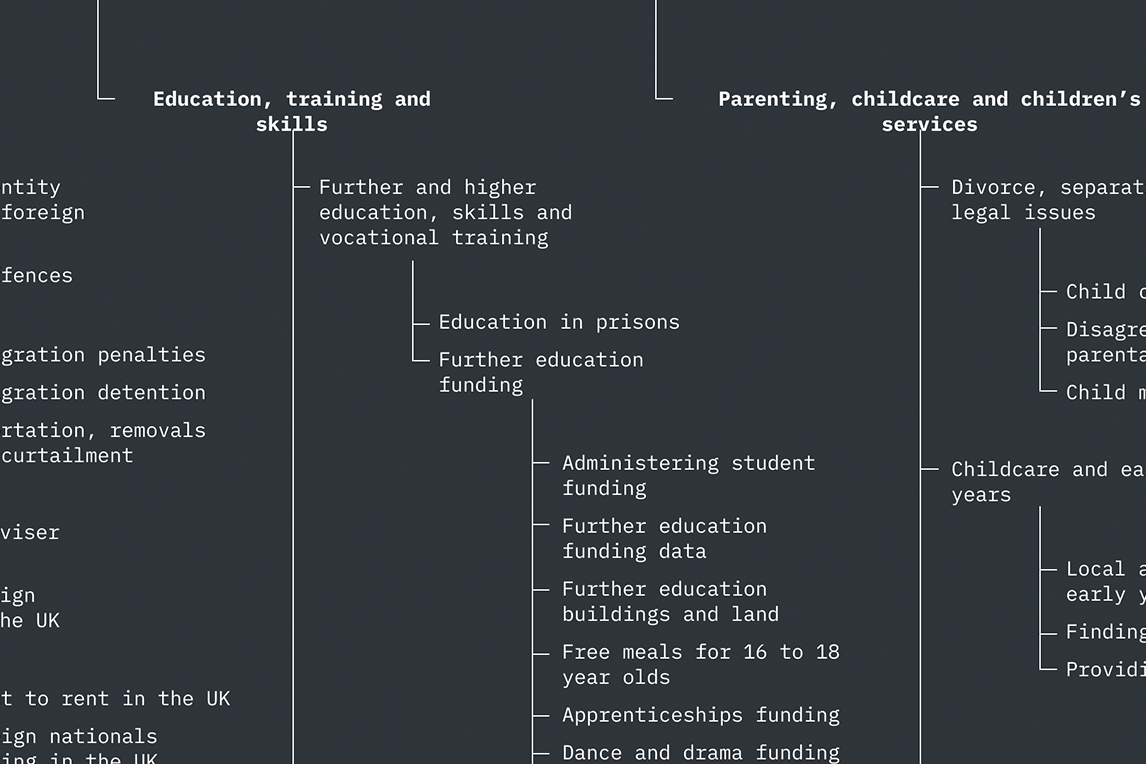 Education, training and
skills
Parenting, childcare and children’s
services
foreign
gration penalties
gration detention
rtation, removals
curtailment
viser
ign
he UK
t to rent in the UK
ign nationals
ing in the UK
ntity
fences
Further and higher
education, skills and
vocational training
Education in prisons
Further education
funding
Administering student
funding
Further education
funding data
Further education
buildings and land
Free meals for 16 to 18
year olds
Apprenticeships funding
Dance and drama funding
Divorce, separat
legal issues
Child c
Disagre
parenta
Child m
Childcare and ea
years
Local a
early y
Finding
Providi